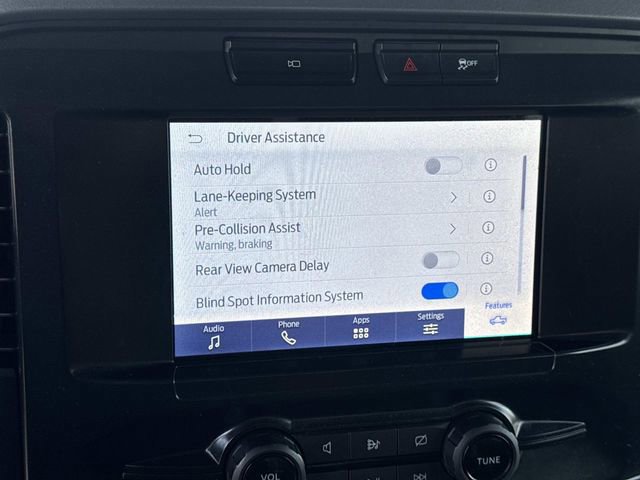 OFF
Driver Assistance
Auto Hold
Lane-Keeping System
Alert
Pre-Collision Assist
Warning, braking
Rear View Camera Delay
Blind Spot Information System
Audio
Phone
Apps
Settings
Features
VOL
TUNE